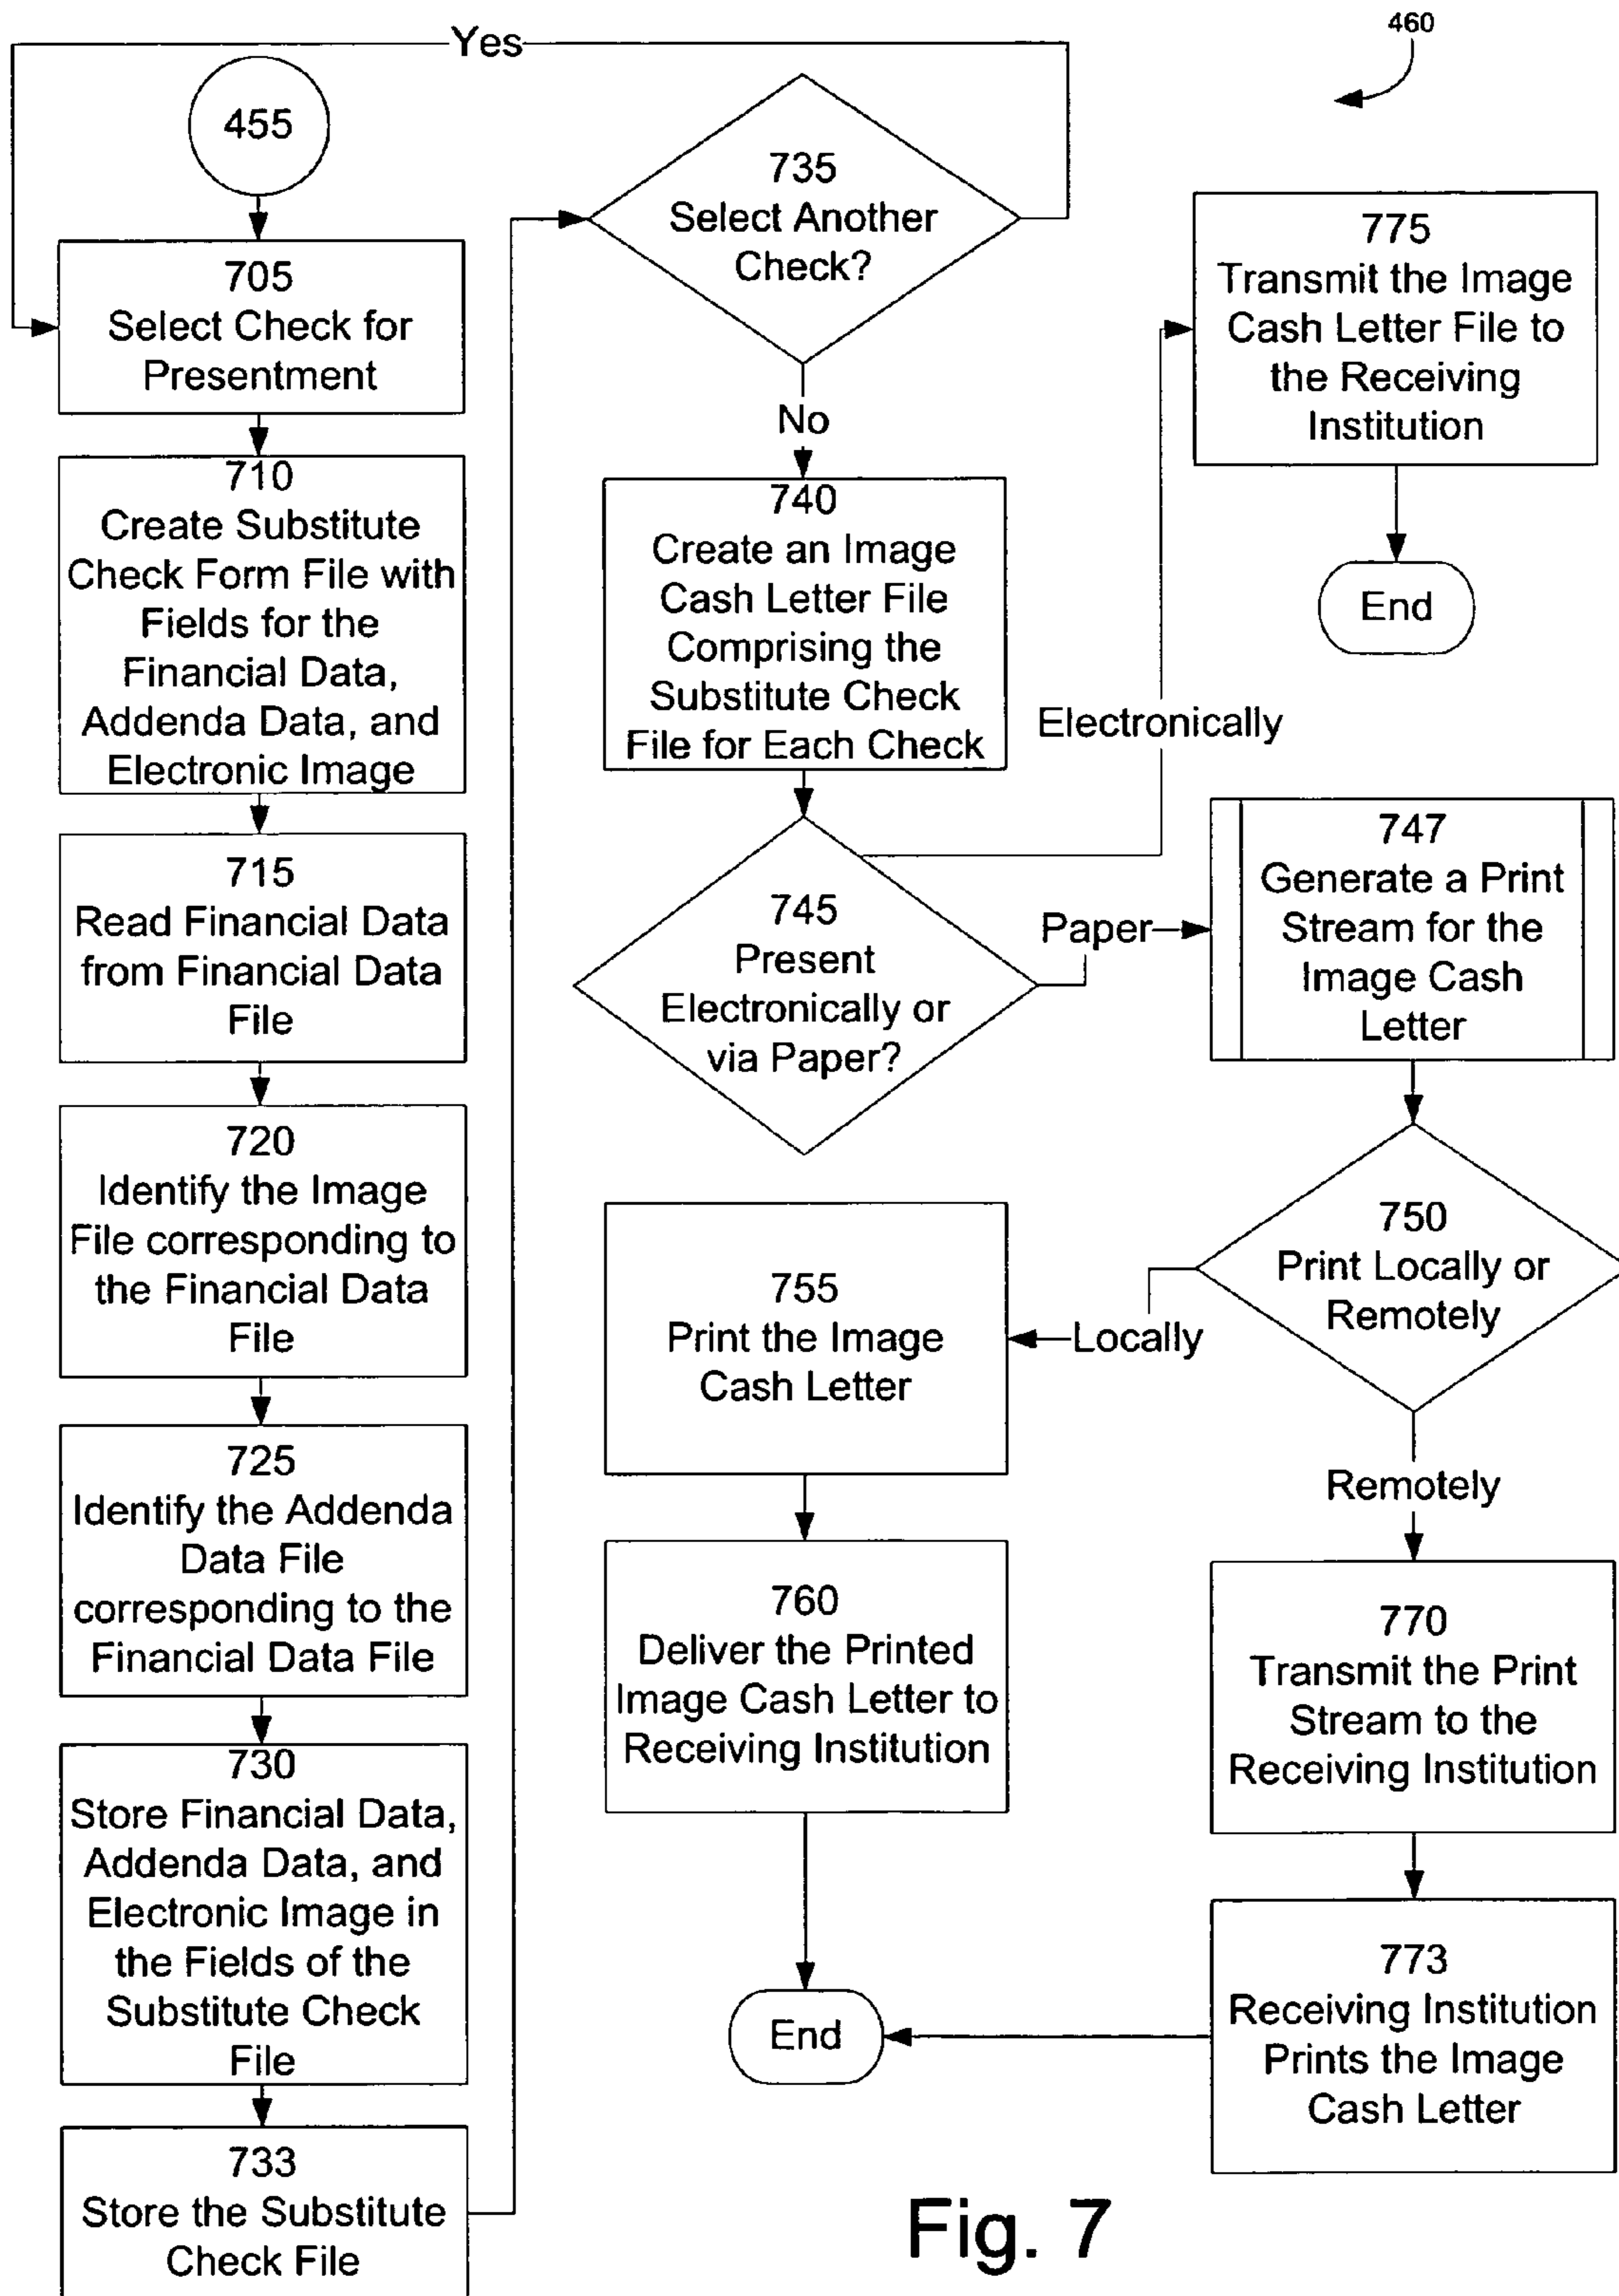 460
Yes
455
705
Select Check for
Presentment
710
Create Substitute
Check Form File with
Fields for the
Financial Data,
Addenda Data, and
Electronic Image
715
Read Financial Data
from Financial Data
File
720
Identify the Image
File corresponding to
the Financial Data
File
725
Identify the Addenda
Data File
corresponding to the
Financial Data File
730
Store Financial Data,
Addenda Data, and
Electronic Image in
the Fields of the
Substitute Check
File
733
Store the Substitute
Check File
735
Select Another
Check?
No
740
Create an Image
Cash Letter File
Comprising the
Substitute Check
File for Each Check
745
Present
Electronically or
via Paper?
Electronically
775
Transmit the Image
Cash Letter File to
the Receiving
Institution
End
Paper
747
Generate a Print
Stream for the
Image Cash
Letter
750
Print Locally or
Remotely
Locally
755
Print the Image
Cash Letter
760
Deliver the Printed
Image Cash Letter to
Receiving Institution
Remotely
770
Transmit the Print
Stream to the
Receiving Institution
773
Receiving Institution
Prints the Image
Cash Letter
End
Fig. 7